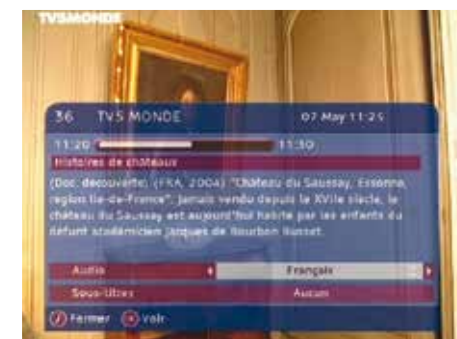 TV5MONDE
36 TV5 MONDE 07 May 11:25
11:20 11:50
Histoires de châteaux
(Doc. découverte; (FRA, 2004) "Château du Saussay, Essonne,
région Ile-de-France". Jamais vendu depuis le XVIIe siècle, le
château du Saussay est aujourd'hui habité par les enfants du
défunt académicien Jacques de Bourbon Busset.
Audio Français
Sous-titres Aucun
i Fermer Voir